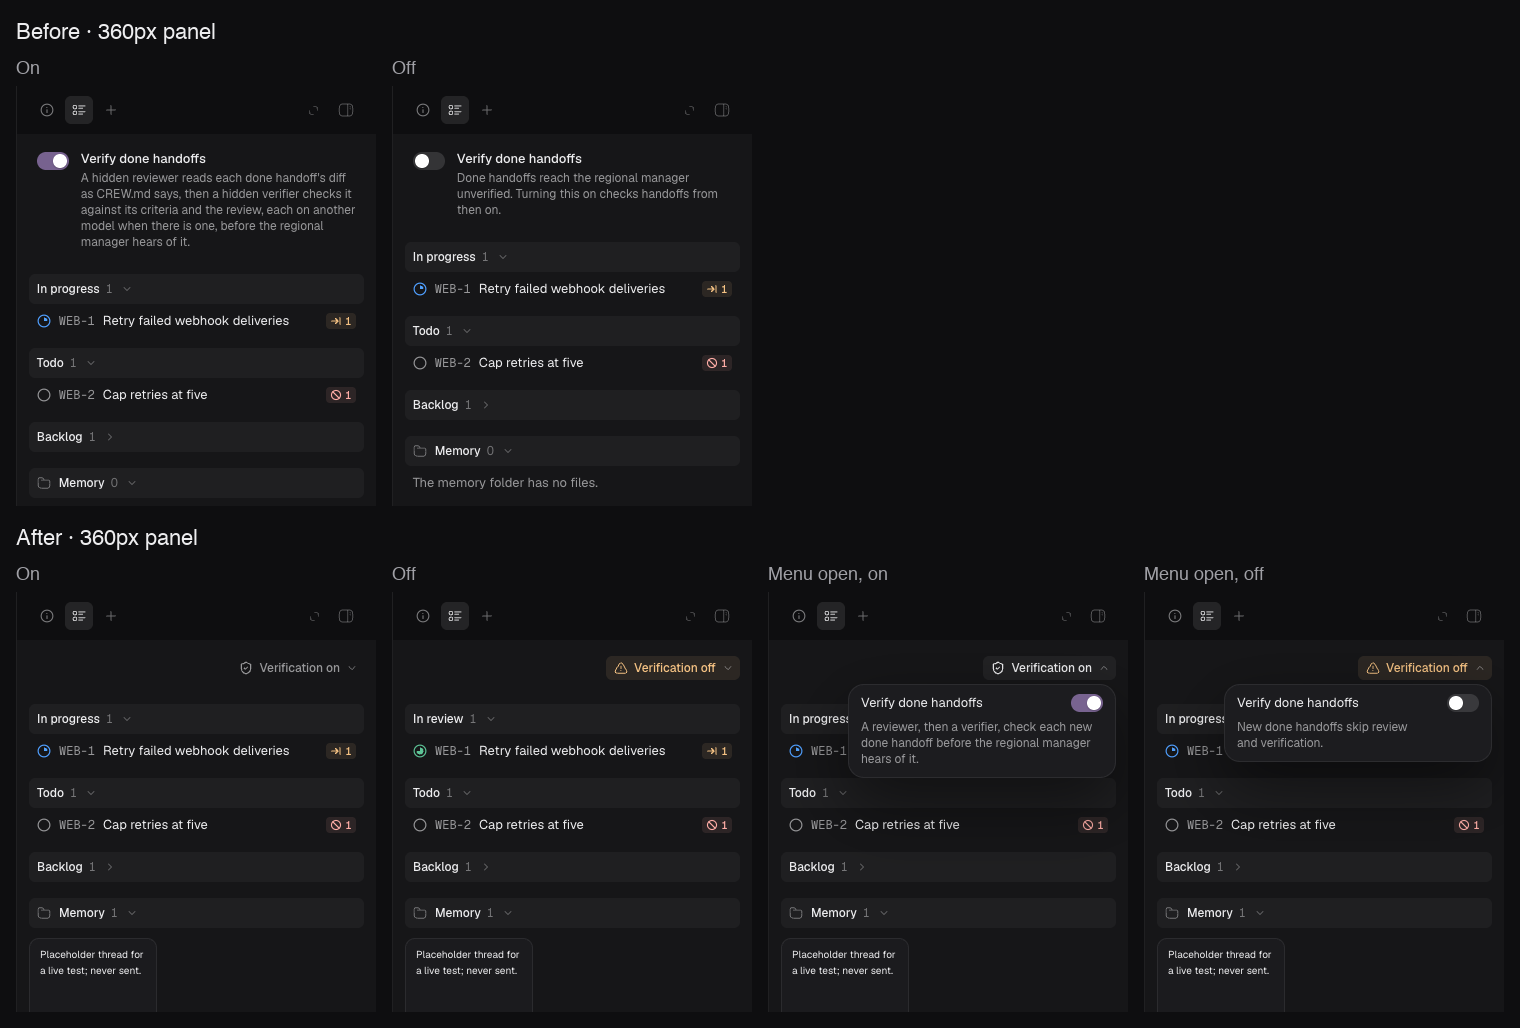 Before · 360px panel
On
Verify done handoffs
A hidden reviewer reads each done handoff's diff
as CREW.md says, then a hidden verifier checks it
against its criteria and the review, each on another
model when there is one, before the regional
manager hears of it.
In progress 1
WEB-1 Retry failed webhook deliveries 1
Todo 1
WEB-2 Cap retries at five 1
Backlog 1
Memory 0
Off
Verify done handoffs
Done handoffs reach the regional manager
unverified. Turning this on checks handoffs from
then on.
In progress 1
WEB-1 Retry failed webhook deliveries 1
Todo 1
WEB-2 Cap retries at five 1
Backlog 1
Memory 0
The memory folder has no files.
After · 360px panel
On
Verification on
In progress 1
WEB-1 Retry failed webhook deliveries 1
Todo 1
WEB-2 Cap retries at five 1
Backlog 1
Memory 1
Placeholder thread for
a live test; never sent.
Off
Verification off
In review 1
WEB-1 Retry failed webhook deliveries 1
Todo 1
WEB-2 Cap retries at five 1
Backlog 1
Memory 1
Placeholder thread for
a live test; never sent.
Menu open, on
Verification on
Verify done handoffs
A reviewer, then a verifier, check each new
done handoff before the regional manager
hears of it.
In progress
WEB-1
Todo 1
WEB-2 Cap retries at five 1
Backlog 1
Memory 1
Placeholder thread for
a live test; never sent.
Menu open, off
Verification off
Verify done handoffs
New done handoffs skip review
and verification.
In progress
WEB-1
Todo 1
WEB-2 Cap retries at five 1
Backlog 1
Memory 1
Placeholder thread for
a live test; never sent.